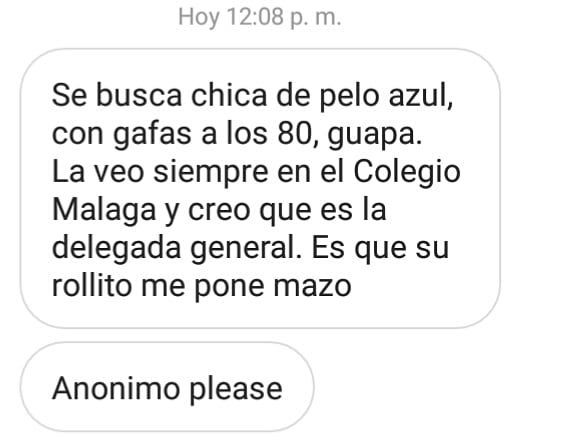 Hoy 12:08 p. m.
Se busca chica de pelo azul,
con gafas a los 80, guapa.
La veo siempre en el Colegio
Malaga y creo que es la
delegada general. Es que su
rollito me pone mazo
Anonimo please